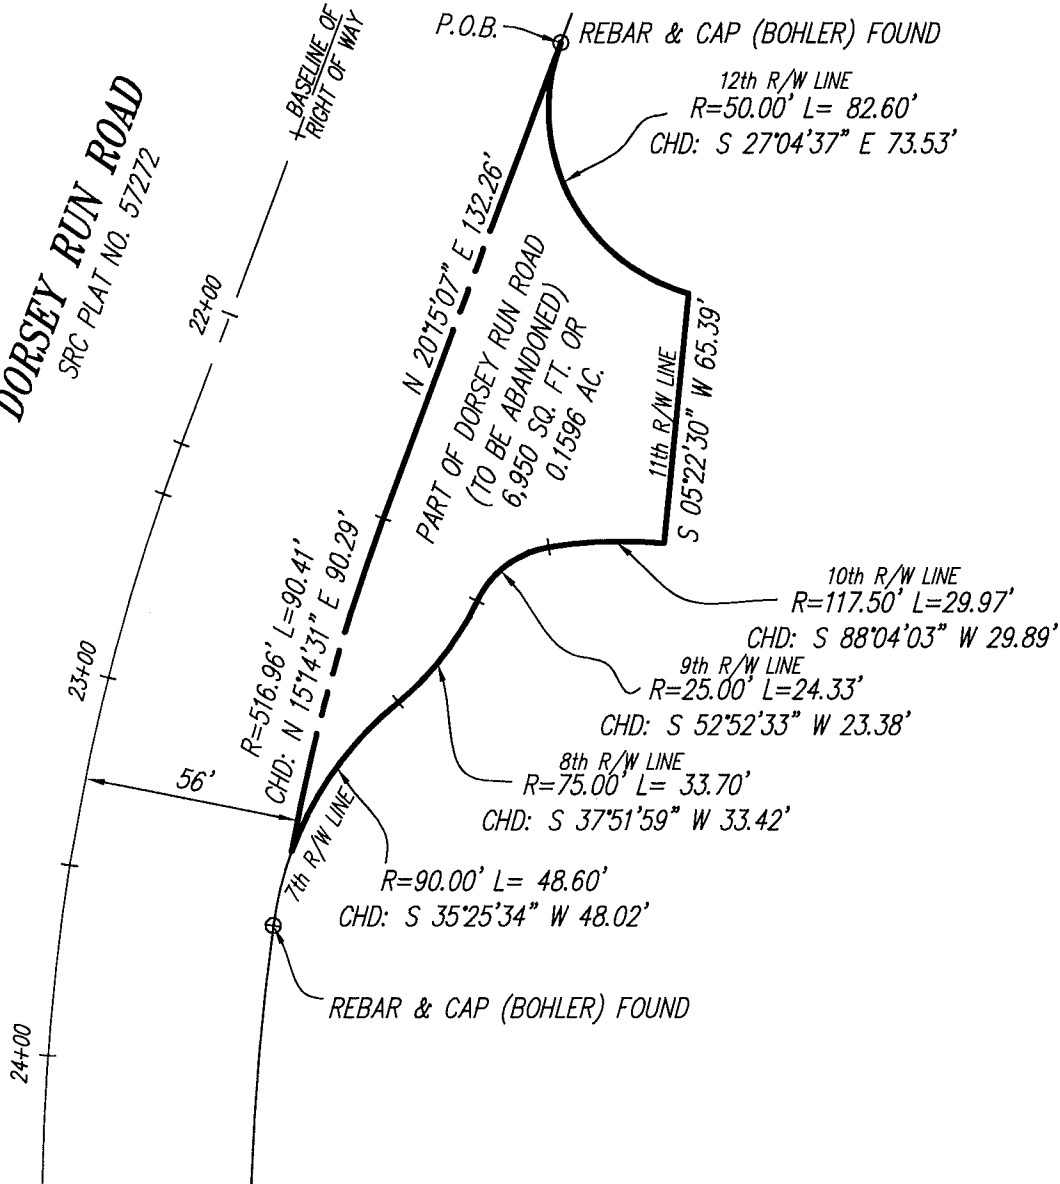 P.O.B.
REBAR & CAP (BOHLER) FOUND
BASELINE OF
RIGHT OF WAY
12th R/W LINE
R=50.00' L= 82.60'
CHD: S 27°04'37" E 73.53'
DORSEY RUN ROAD
SRC PLAT NO. 57272
N 20°15'07" E 132.26'
22+00
PART OF DORSEY RUN ROAD
(TO BE ABANDONED)
6,950 SQ. FT. OR
0.1596 AC.
11th R/W LINE
S 05°22'30" W 65.39'
R=516.96' L=90.41'
CHD: N 15°14'31" E 90.29'
10th R/W LINE
R=117.50' L=29.97'
CHD: S 88°04'03" W 29.89'
23+00
9th R/W LINE
R=25.00' L=24.33'
CHD: S 52°52'33" W 23.38'
56'
8th R/W LINE
R=75.00' L= 33.70'
CHD: S 37°51'59" W 33.42'
7th R/W LINE
R=90.00' L= 48.60'
CHD: S 35°25'34" W 48.02'
REBAR & CAP (BOHLER) FOUND
24+00